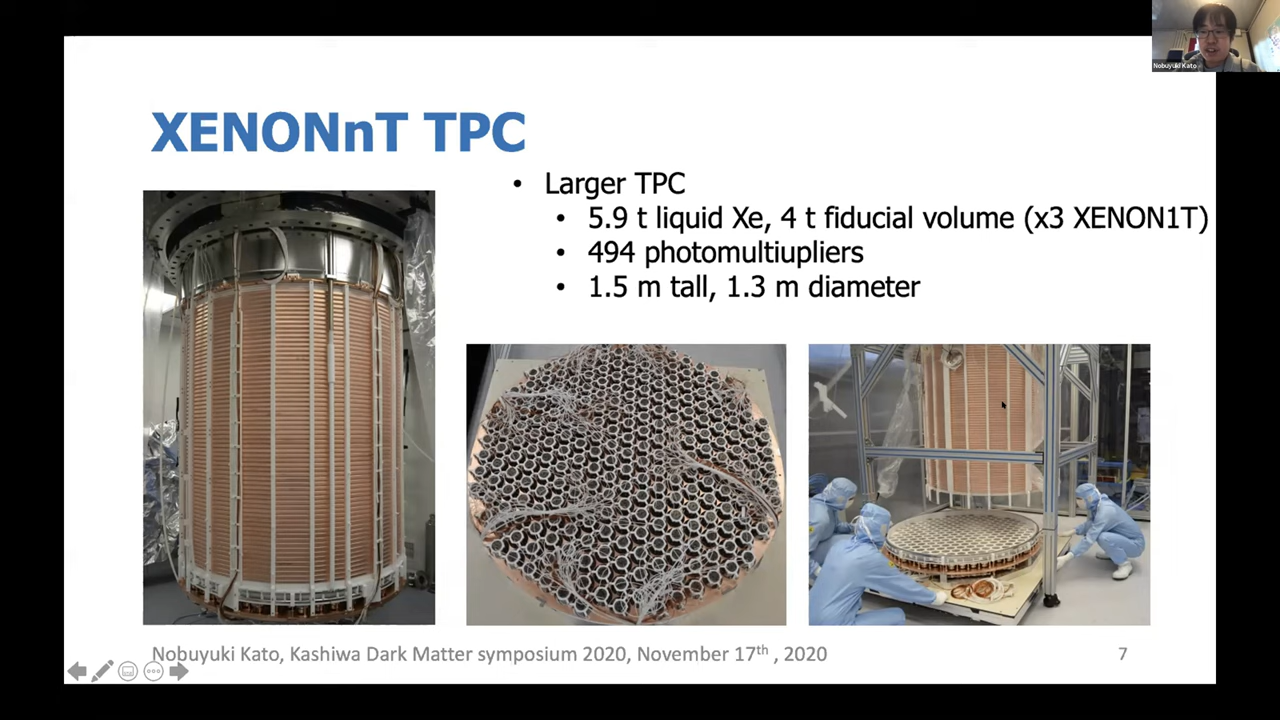 Nobuyuki Kato
XENONnT TPC
• Larger TPC
• 5.9 t liquid Xe, 4 t fiducial volume (x3 XENON1T)
• 494 photomultiupliers
• 1.5 m tall, 1.3 m diameter
Nobuyuki Kato, Kashiwa Dark Matter symposium 2020, November 17th , 2020
7